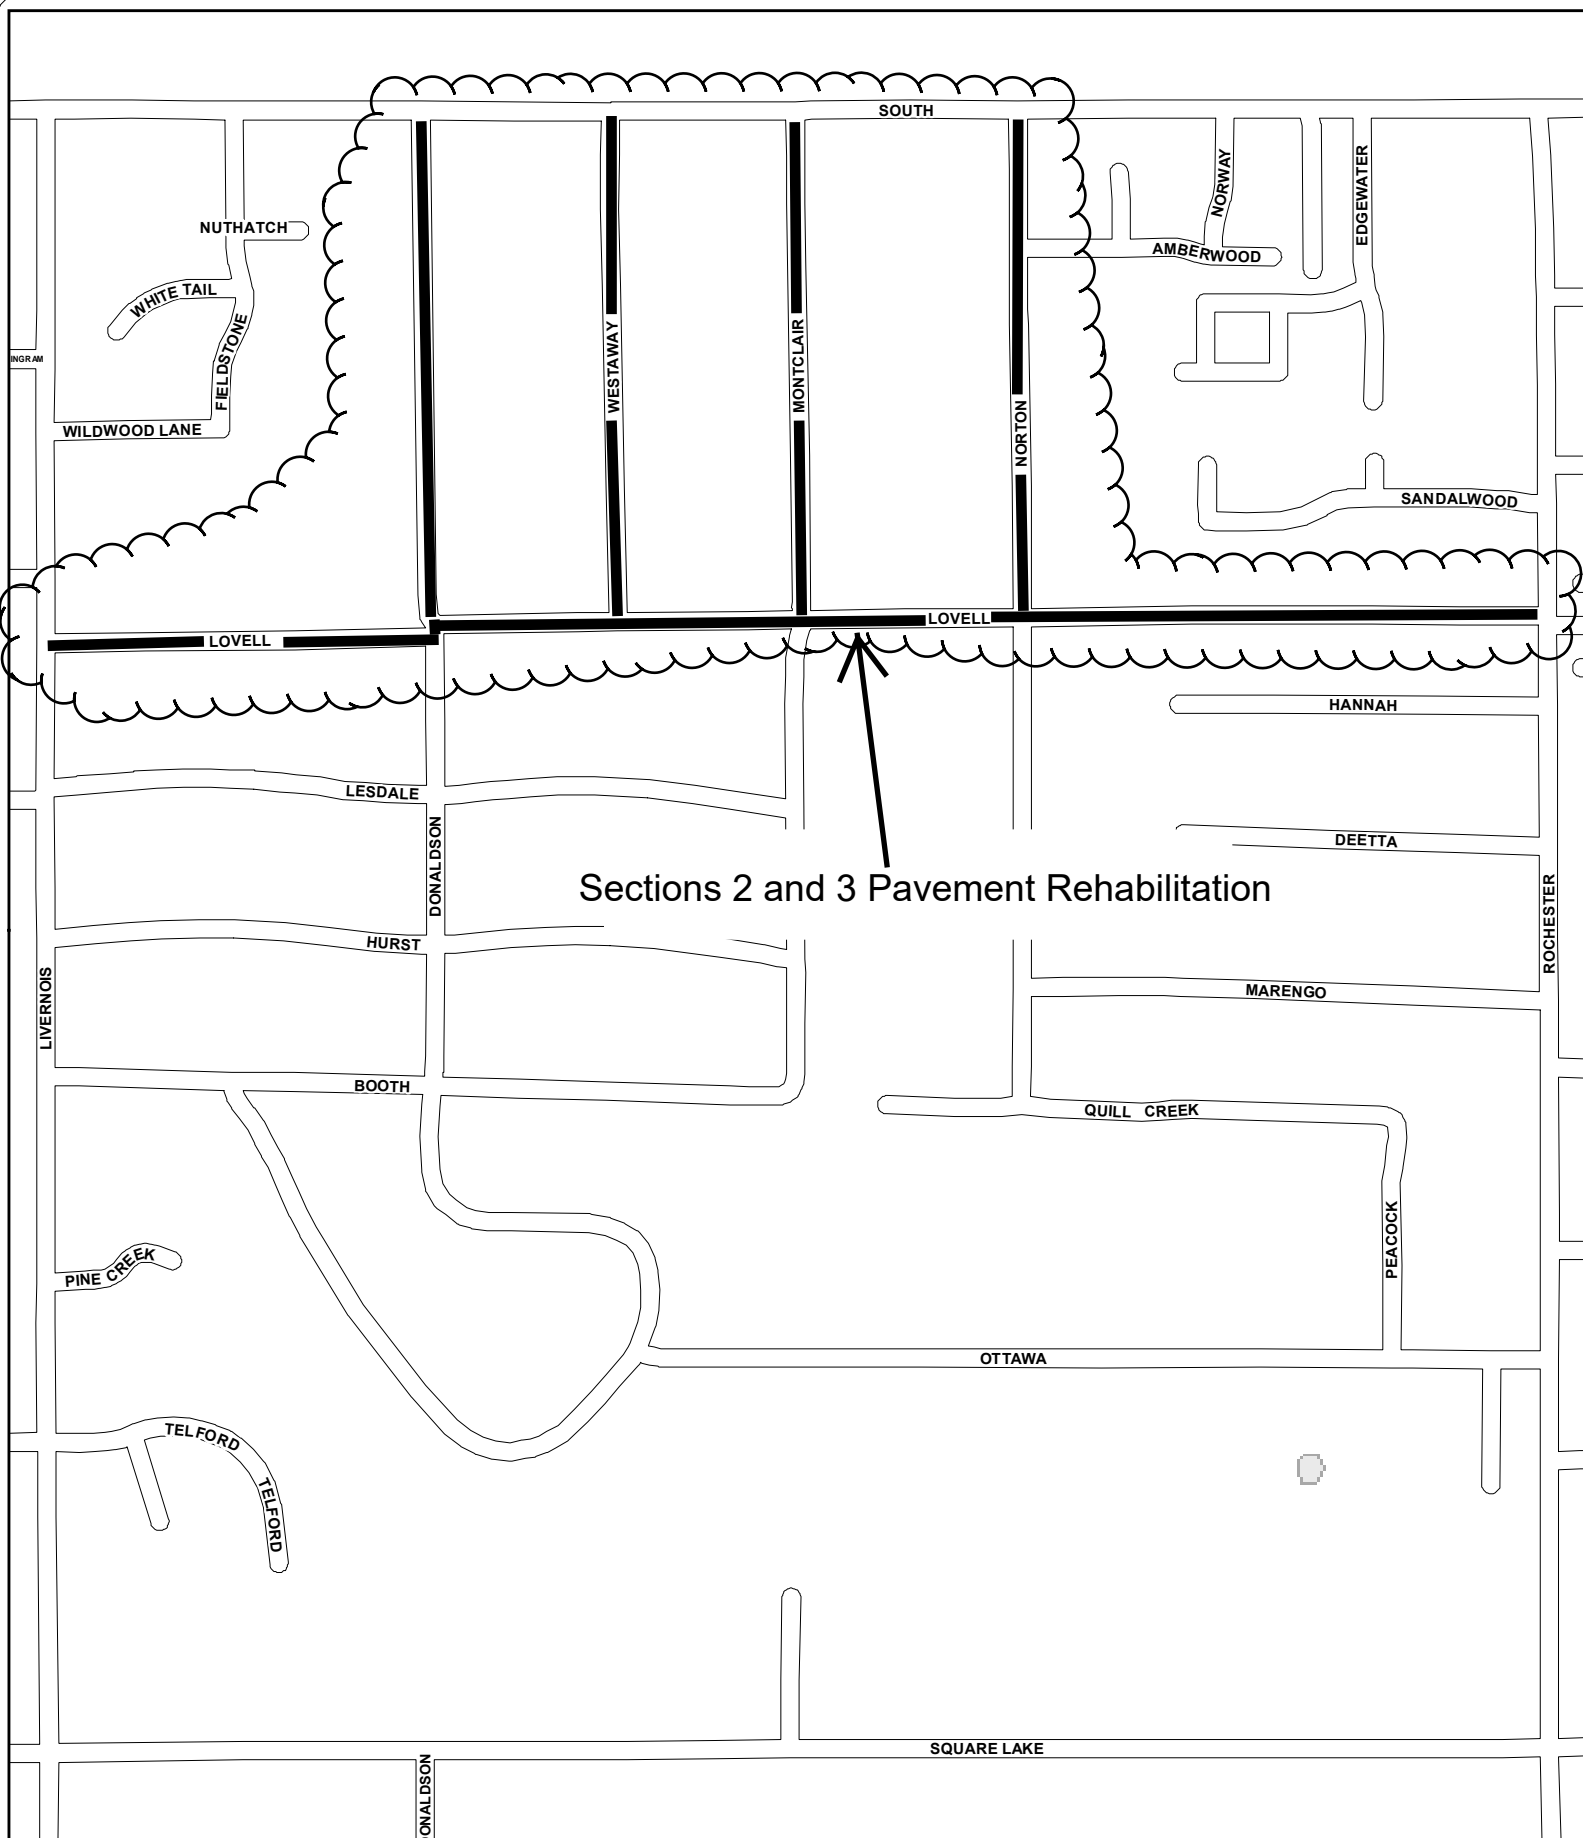 SOUTH
NORWAY
EDGEWATER
NUTHATCH
AMBERWOOD
WHITE TAIL
FIELDSTONE
WESTAWAY
MONTCLAIR
INGRAM
NORTON
WILDWOOD LANE
SANDALWOOD
LOVELL
LOVELL
HANNAH
LESDALE
DONALDSON
DEETTA
Sections 2 and 3 Pavement Rehabilitation
ROCHESTER
HURST
LIVERNOIS
MARENGO
BOOTH
QUILL CREEK
PEACOCK
PINE CREEK
OTTAWA
TELFORD
TELFORD
SQUARE LAKE
DONALDSON